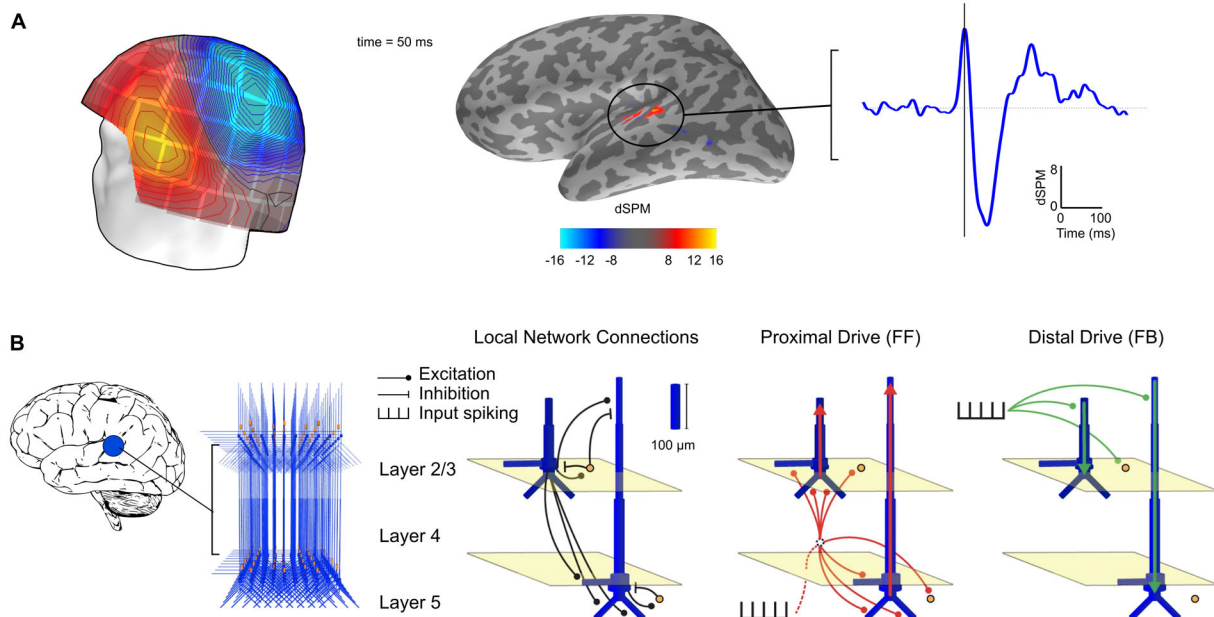 A
time = 50 ms
dSPM
-16 -12 -8 8 12 16
8
dSPM
0
0 100
Time (ms)
B
Local Network Connections
Proximal Drive (FF)
Distal Drive (FB)
Excitation
Inhibition
Input spiking
100 µm
Layer 2/3
Layer 4
Layer 5